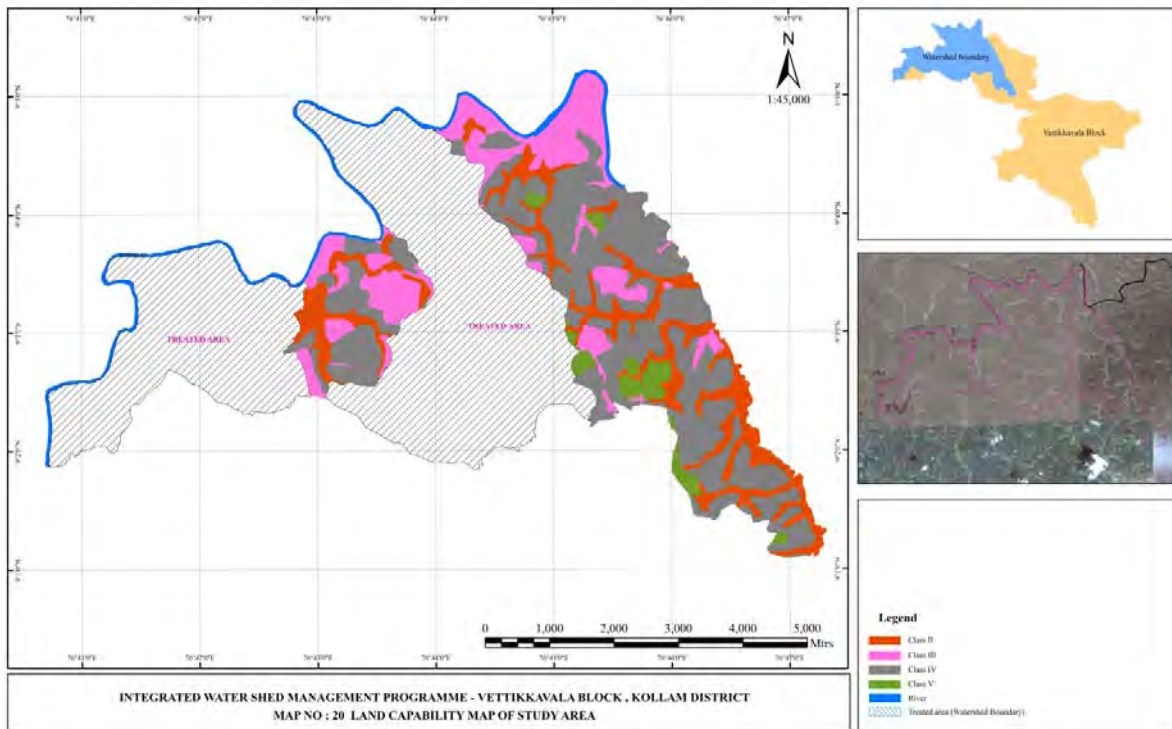 N
1:45,000
TREATED AREA
TREATED AREA
0 1,000 2,000 3,000 4,000 5,000
Mtrs
INTEGRATED WATER SHED MANAGEMENT PROGRAMME - VETTIKKAVALA BLOCK , KOLLAM DISTRICT
MAP NO : 20 LAND CAPABILITY MAP OF STUDY AREA
Watershed Boundary
Vettikkavala Block
Legend
Class II
Class III
Class IV
Class V
River
Treated area (Watershed Boundary)